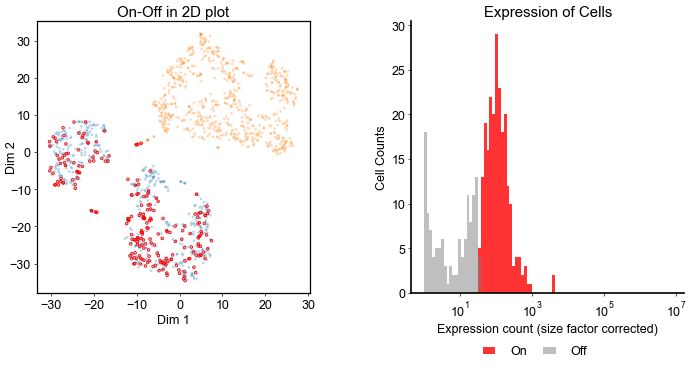 On-Off in 2D plot
Dim 2
30
20
10
0
−10
−20
−30
−30 −20 −10 0 10 20 30
Dim 1
Expression of Cells
Cell Counts
30
25
20
15
10
5
0
10^1 10^3 10^5 10^7
Expression count (size factor corrected)
On Off